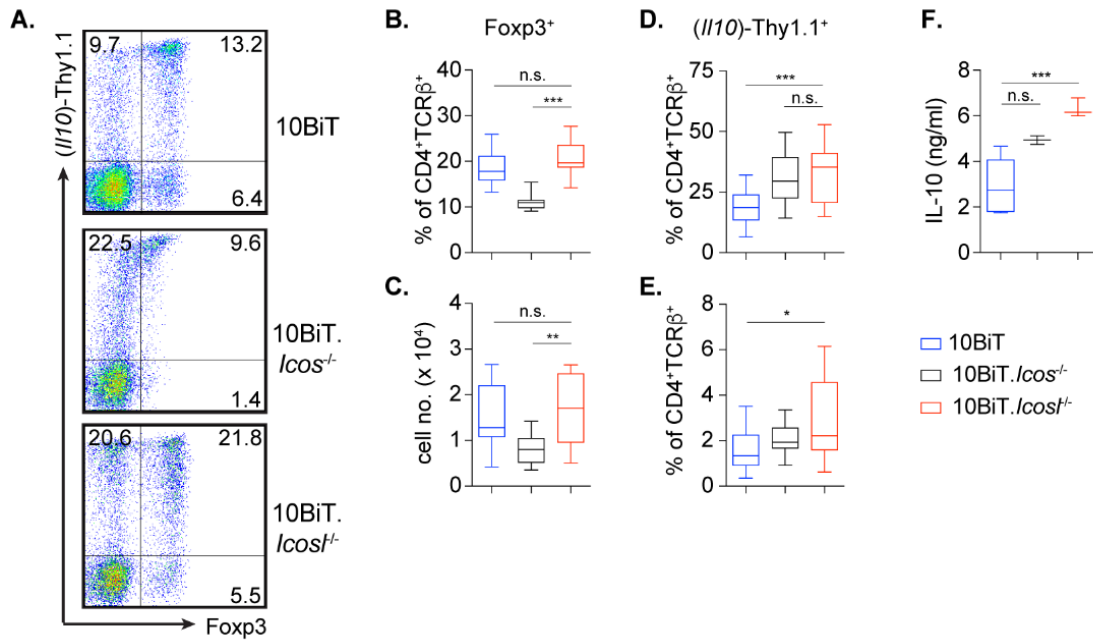 A.
(Il10)-Thy1.1
9.7 13.2
6.4
10BiT
22.5 9.6
1.4
10BiT.
Icos-/-
20.6 21.8
5.5
10BiT.
Icosl-/-
Foxp3
B.
Foxp3+
% of CD4+TCRβ+
40
30
20
10
0
n.s.
***
C.
cell no. (x 10⁴)
4
3
2
1
0
n.s.
**
D.
(Il10)-Thy1.1+
% of CD4+TCRβ+
75
50
25
0
***
n.s.
E.
% of CD4+TCRβ+
8
6
4
2
0
*
F.
IL-10 (ng/ml)
8
6
4
2
0
***
n.s.
10BiT
10BiT.Icos-/-
10BiT.Icosl-/-